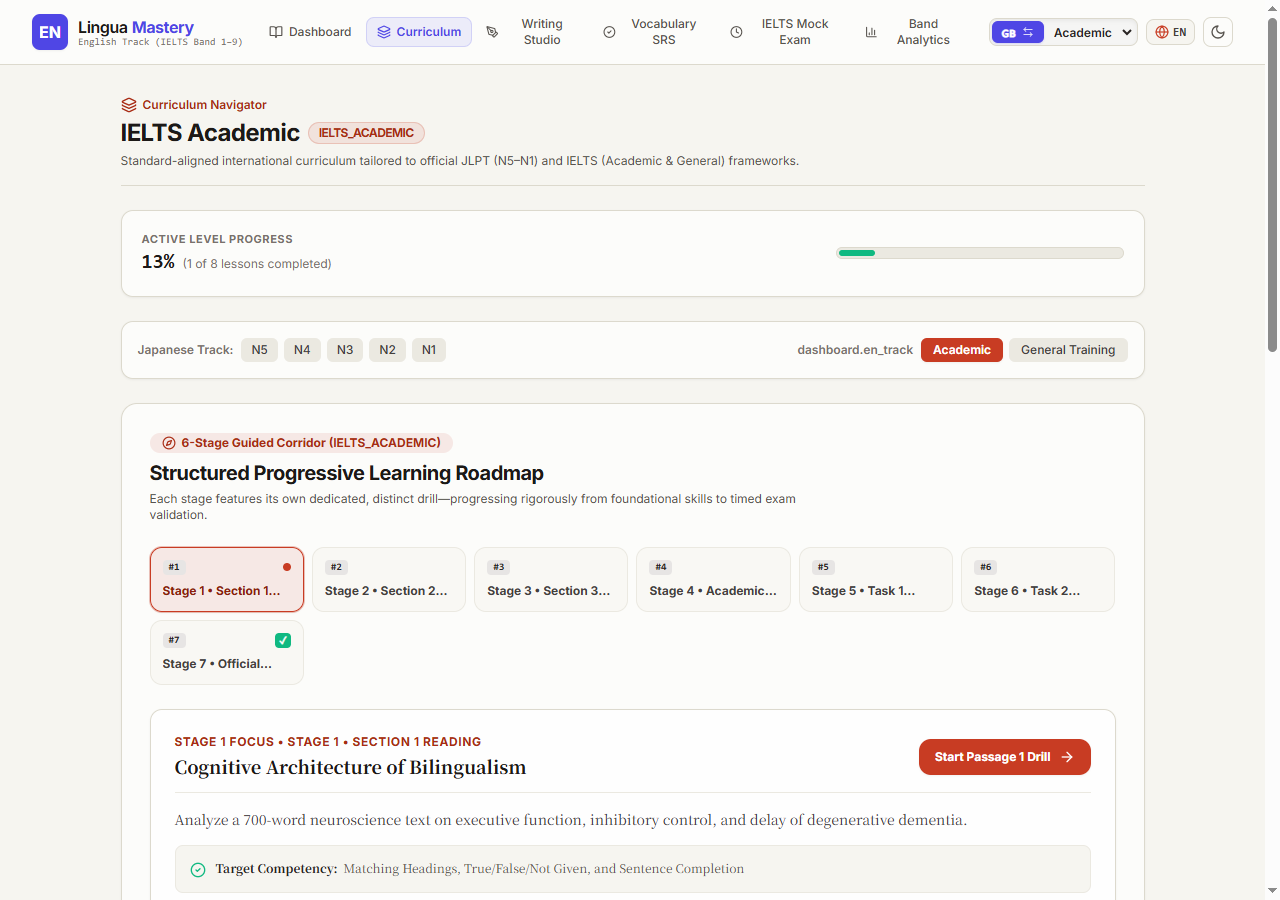 EN
Lingua Mastery
English Track (IELTS Band 1–9)
Dashboard
Curriculum
Writing
Studio
Vocabulary
SRS
IELTS Mock
Exam
Band
Analytics
GB
Academic
EN
Curriculum Navigator
IELTS Academic
IELTS_ACADEMIC
Standard-aligned international curriculum tailored to official JLPT (N5–N1) and IELTS (Academic & General) frameworks.
ACTIVE LEVEL PROGRESS
13% (1 of 8 lessons completed)
Japanese Track: N5 N4 N3 N2 N1
dashboard.en_track Academic General Training
6-Stage Guided Corridor (IELTS_ACADEMIC)
Structured Progressive Learning Roadmap
Each stage features its own dedicated, distinct drill—progressing rigorously from foundational skills to timed exam
validation.
#1
Stage 1 • Section 1...
#2
Stage 2 • Section 2...
#3
Stage 3 • Section 3...
#4
Stage 4 • Academic...
#5
Stage 5 • Task 1...
#6
Stage 6 • Task 2...
#7
Stage 7 • Official...
STAGE 1 FOCUS • STAGE 1 • SECTION 1 READING
Cognitive Architecture of Bilingualism
Start Passage 1 Drill
Analyze a 700-word neuroscience text on executive function, inhibitory control, and delay of degenerative dementia.
Target Competency: Matching Headings, True/False/Not Given, and Sentence Completion